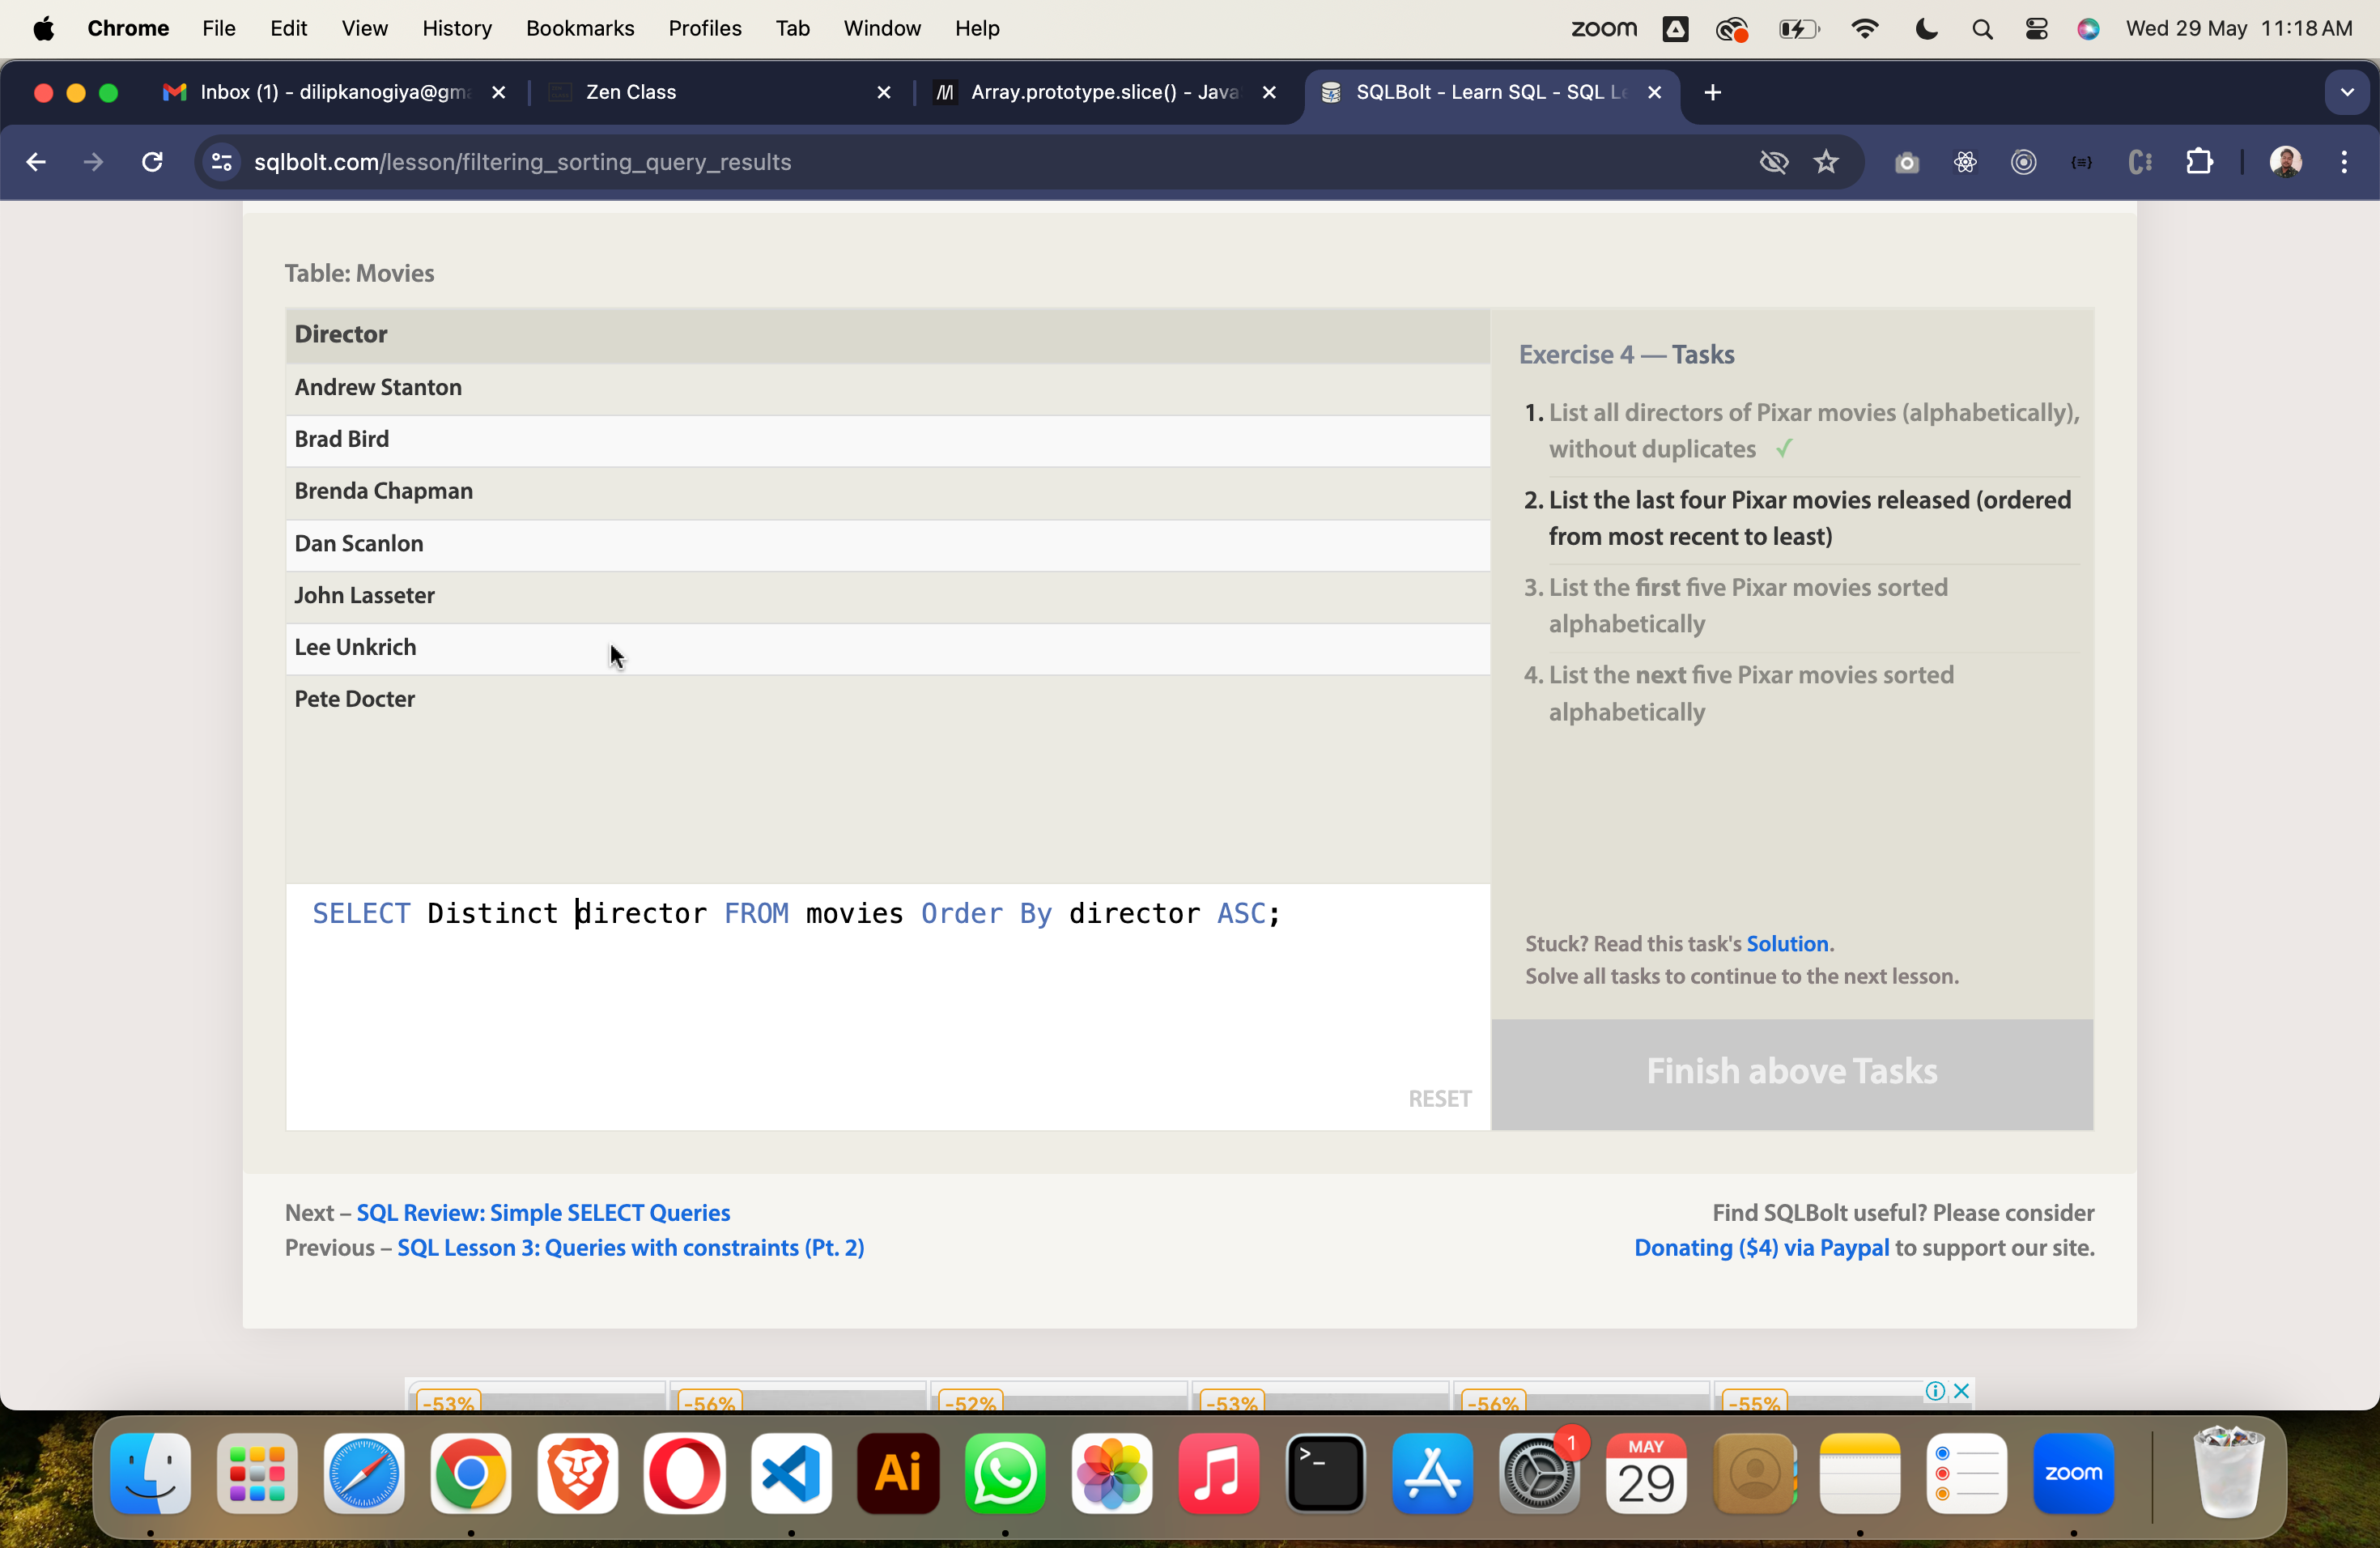 Chrome File Edit View History Bookmarks Profiles Tab Window Help zoom Wed 29 May 11:18 AM
Inbox (1) - dilipkanogiya@gm Zen Class Array.prototype.slice() - Java SQLBolt - Learn SQL - SQL Le
sqlbolt.com/lesson/filtering_sorting_query_results
Table: Movies
Director
Andrew Stanton
Brad Bird
Brenda Chapman
Dan Scanlon
John Lasseter
Lee Unkrich
Pete Docter
SELECT Distinct director FROM movies Order By director ASC;
RESET
Exercise 4 — Tasks
1. List all directors of Pixar movies (alphabetically),
without duplicates ✓
2. List the last four Pixar movies released (ordered
from most recent to least)
3. List the first five Pixar movies sorted
alphabetically
4. List the next five Pixar movies sorted
alphabetically
Stuck? Read this task's Solution.
Solve all tasks to continue to the next lesson.
Finish above Tasks
Next – SQL Review: Simple SELECT Queries
Previous – SQL Lesson 3: Queries with constraints (Pt. 2)
Find SQLBolt useful? Please consider
Donating ($4) via Paypal to support our site.
-53% -56% -52% -53% -56% -55%
Ai >_ 1 MAY 29 zoom